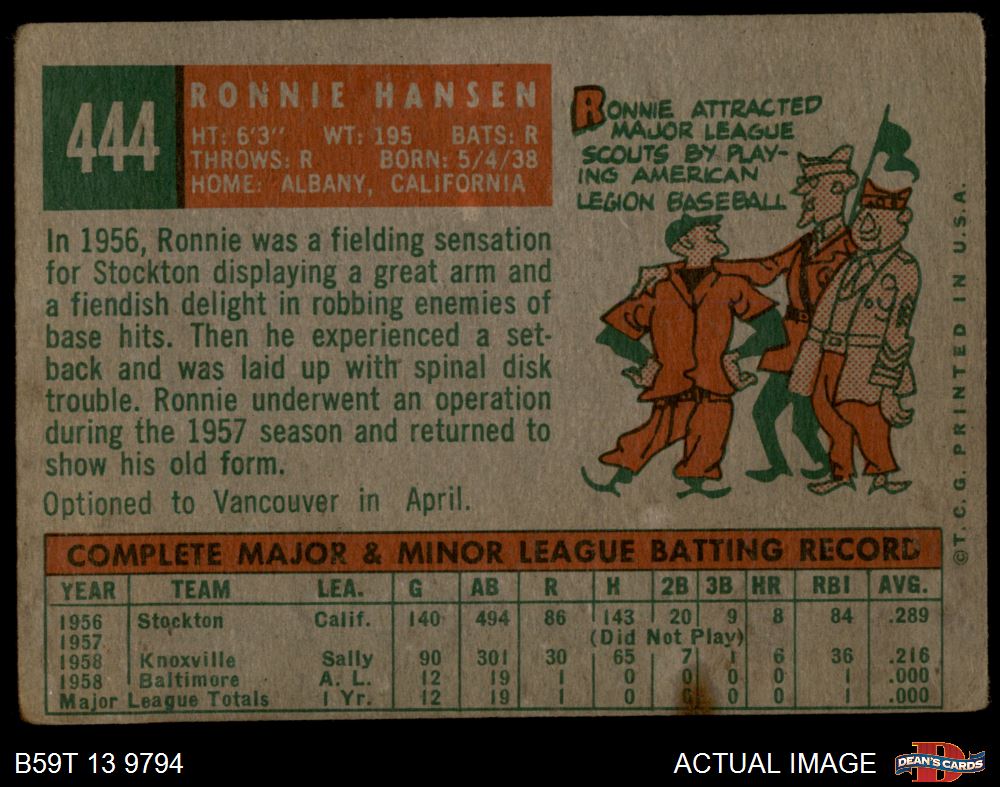 444
RONNIE HANSEN
HT: 6'3" WT: 195 BATS: R
THROWS: R BORN: 5/4/38
HOME: ALBANY, CALIFORNIA
RONNIE ATTRACTED
MAJOR LEAGUE
SCOUTS BY PLAY-
ING AMERICAN
LEGION BASEBALL
In 1956, Ronnie was a fielding sensation
for Stockton displaying a great arm and
a fiendish delight in robbing enemies of
base hits. Then he experienced a set-
back and was laid up with spinal disk
trouble. Ronnie underwent an operation
during the 1957 season and returned to
show his old form.
Optioned to Vancouver in April.
©T. C. G. PRINTED IN U.S.A.
COMPLETE MAJOR & MINOR LEAGUE BATTING RECORD
YEAR TEAM LEA. G AB R H 2B 3B HR RBI AVG.
1956 Stockton Calif. 140 494 86 143 20 9 8 84 .289
1957 (Did Not Play)
1958 Knoxville Sally 90 301 30 65 7 1 6 36 .216
1958 Baltimore A. L. 12 19 1 0 0 0 0 1 .000
Major League Totals 1 Yr. 12 19 1 0 0 0 0 1 .000
B59T 13 9794
ACTUAL IMAGE
D
DEAN'S CARDS